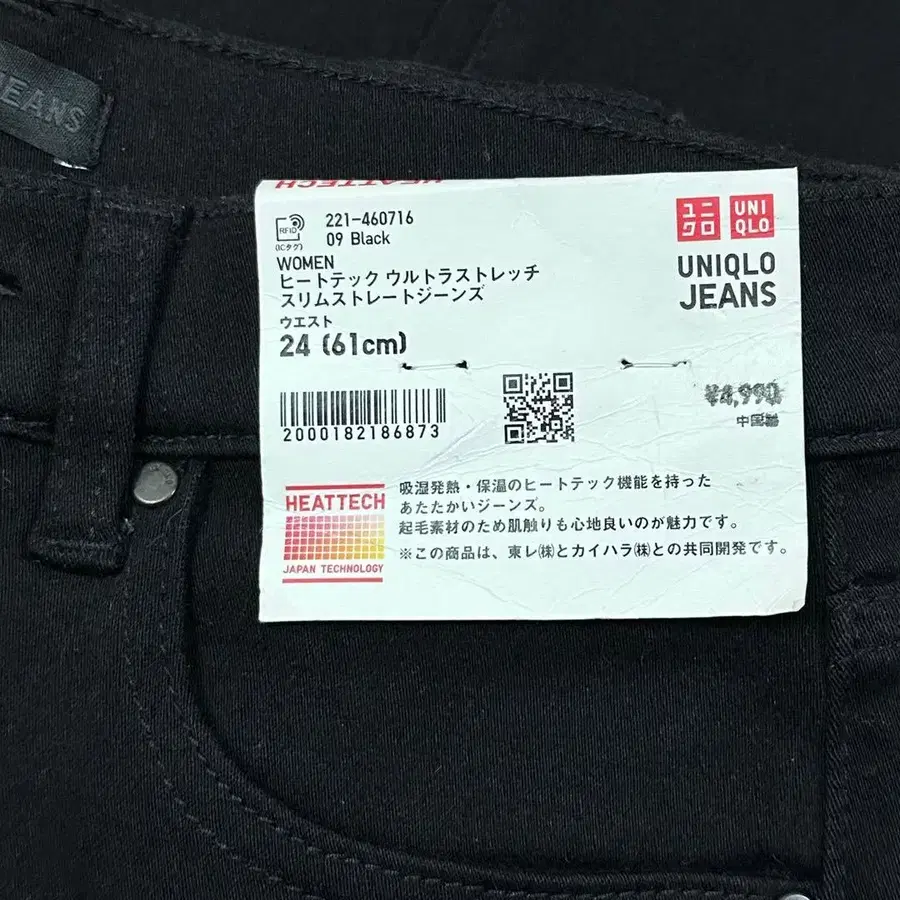 JEANS
HEATTECH HEATTECH
RFID
(ICタグ)
221-460716
09 Black
WOMEN
ヒートテック ウルトラストレッチ
スリムストレートジーンズ
ウエスト
24 (61cm)
2000182186873
ユニ
クロ
UNI
QLO
UNIQLO
JEANS
¥4,990
中国製
HEATTECH
JAPAN TECHNOLOGY
吸湿発熱・保温のヒートテック機能を持った
あたたかいジーンズ。
起毛素材のため肌触りも心地良いのが魅力です。
※この商品は、東レ㈱とカイハラ㈱との共同開発です。